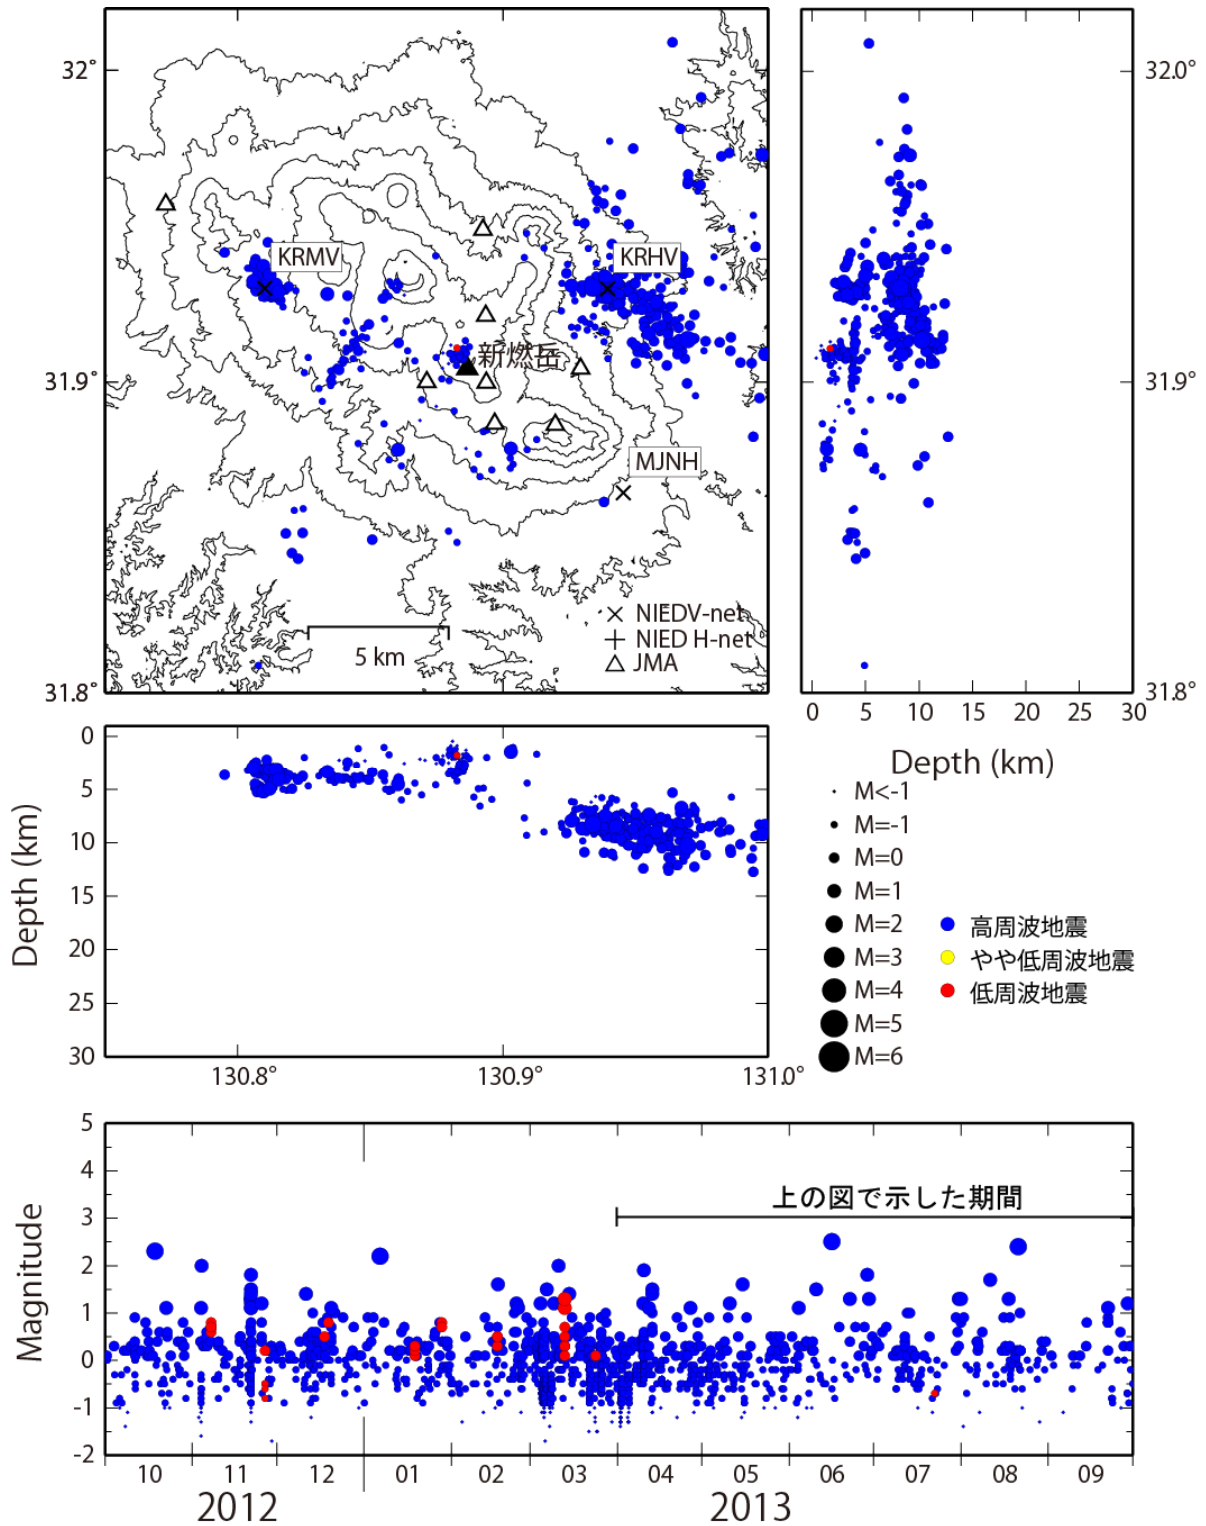 32°
31.9°
31.8°
KRMV
KRHV
新燃岳
MJNH
5 km
NIEDV-net
NIED H-net
JMA
32.0°
31.9°
31.8°
0 5 10 15 20 25 30
Depth (km)
0
5
10
15
20
25
30
Depth (km)
130.8° 130.9° 131.0°
M<-1
M=-1
M=0
M=1
M=2
M=3
M=4
M=5
M=6
高周波地震
やや低周波地震
低周波地震
5
4
3
2
1
0
-1
-2
Magnitude
上の図で示した期間
10 11 12 01 02 03 04 05 06 07 08 09
2012 2013